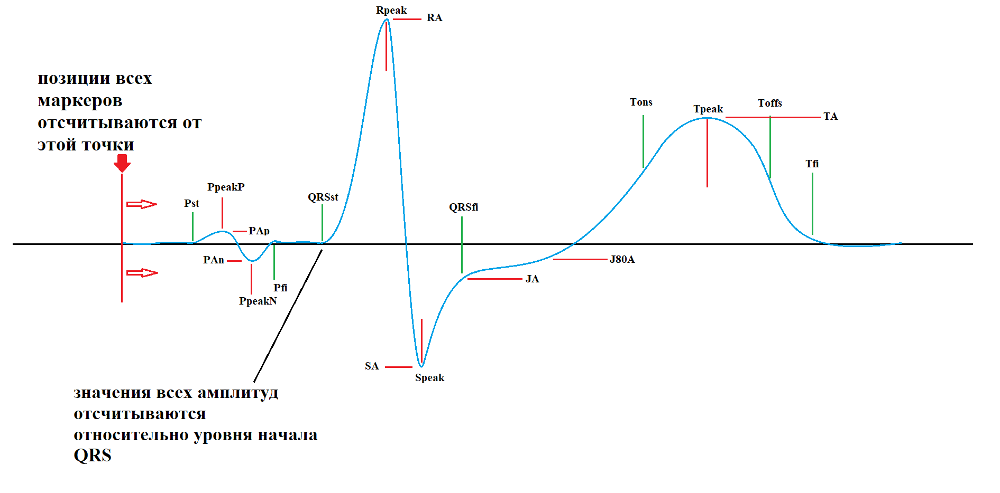 Rpeak
RA
позиции всех
маркеров
отсчитываются от
этой точки
Tons
Tpeak
Toffs
TA
Tfi
PpeakP
Pst
QRSst
QRSfi
PAp
PAn
J80A
JA
Pfi
PpeakN
SA
Speak
значения всех амплитуд
отсчитываются
относительно уровня начала
QRS